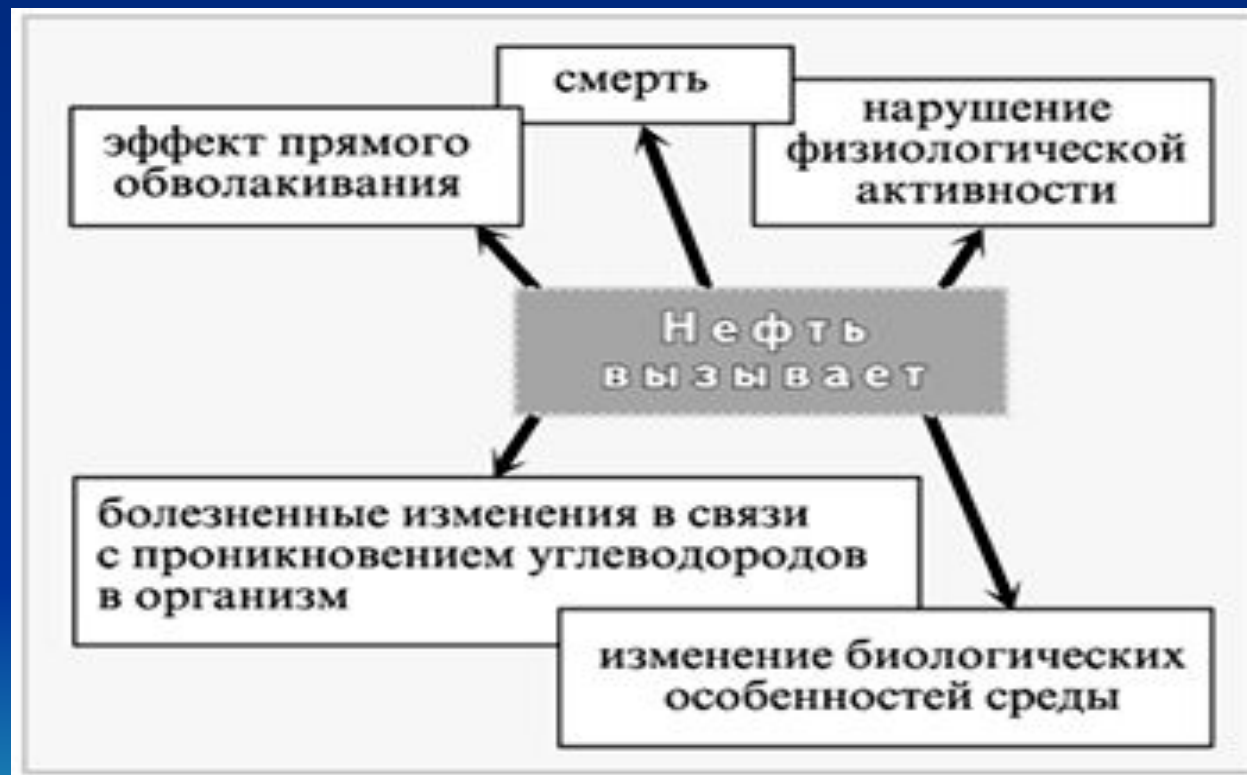 смерть
эффект прямого
обволакивания
нарушение
физиологической
активности
Нефть
вызывает
болезненные изменения в связи
с проникновением углеводородов
в организм
изменение биологических
особенностей среды